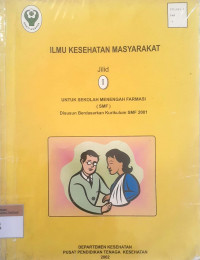 ILMU KESEHATAN MASYARAKAT
Jilid
1
UNTUK SEKOLAH MENENGAH FARMASI
( SMF )
Disusun Berdasarkan Kurikulum SMF 2001
DEPARTEMEN KESEHATAN
PUSAT PENDIDIKAN TENAGA KESEHATAN
2003